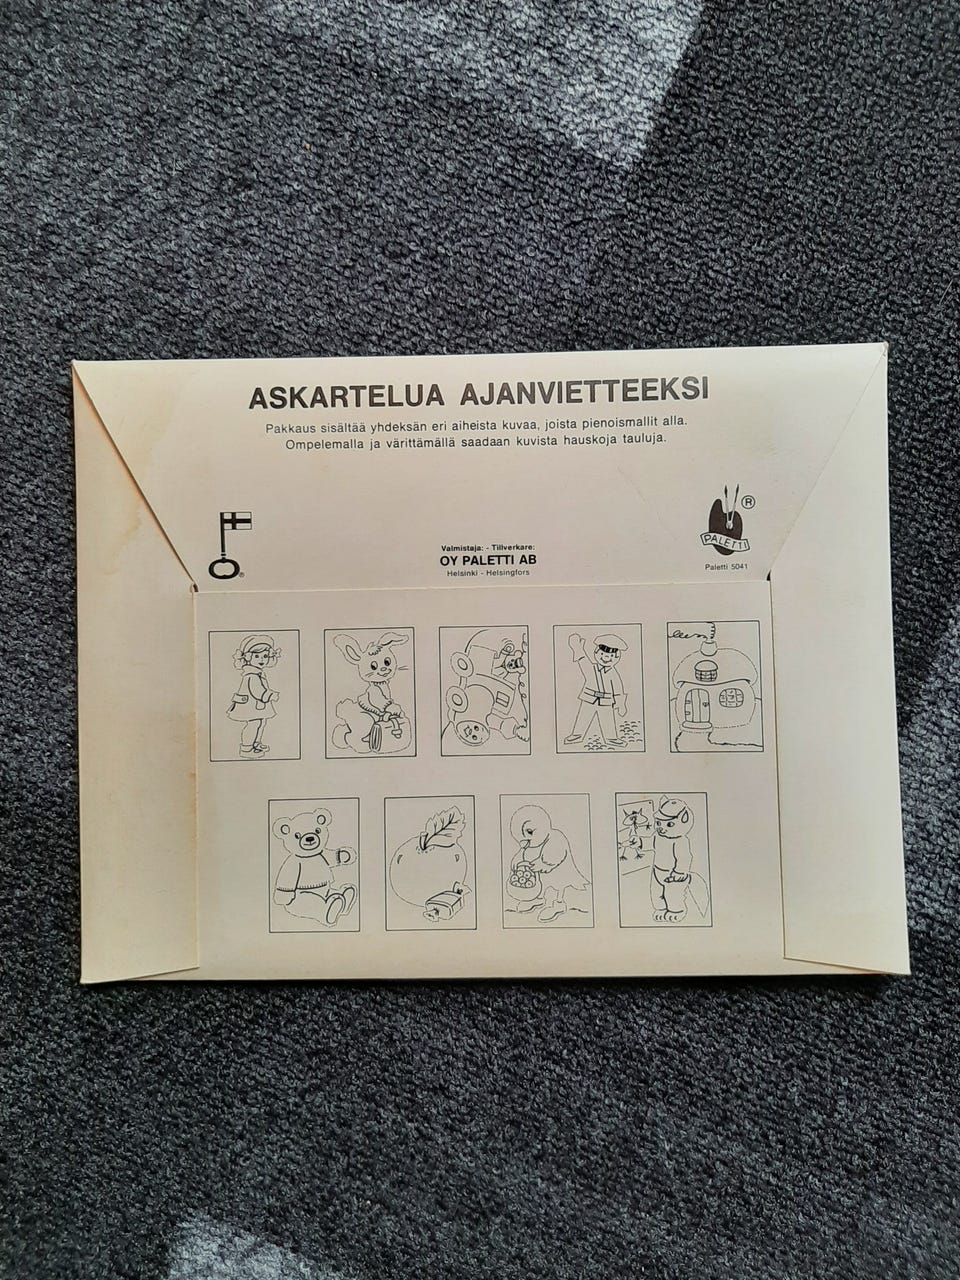 ASKARTELUA AJANVIETTEEKSI
Pakkaus sisältää yhdeksän eri aiheista kuvaa, joista pienoismallit alla.
Ompelemalla ja värittämällä saadaan kuvista hauskoja tauluja.
®
PALETTI
®
Valmistaja: - Tillverkare:
OY PALETTI AB
Helsinki - Helsingfors
Paletti 5041